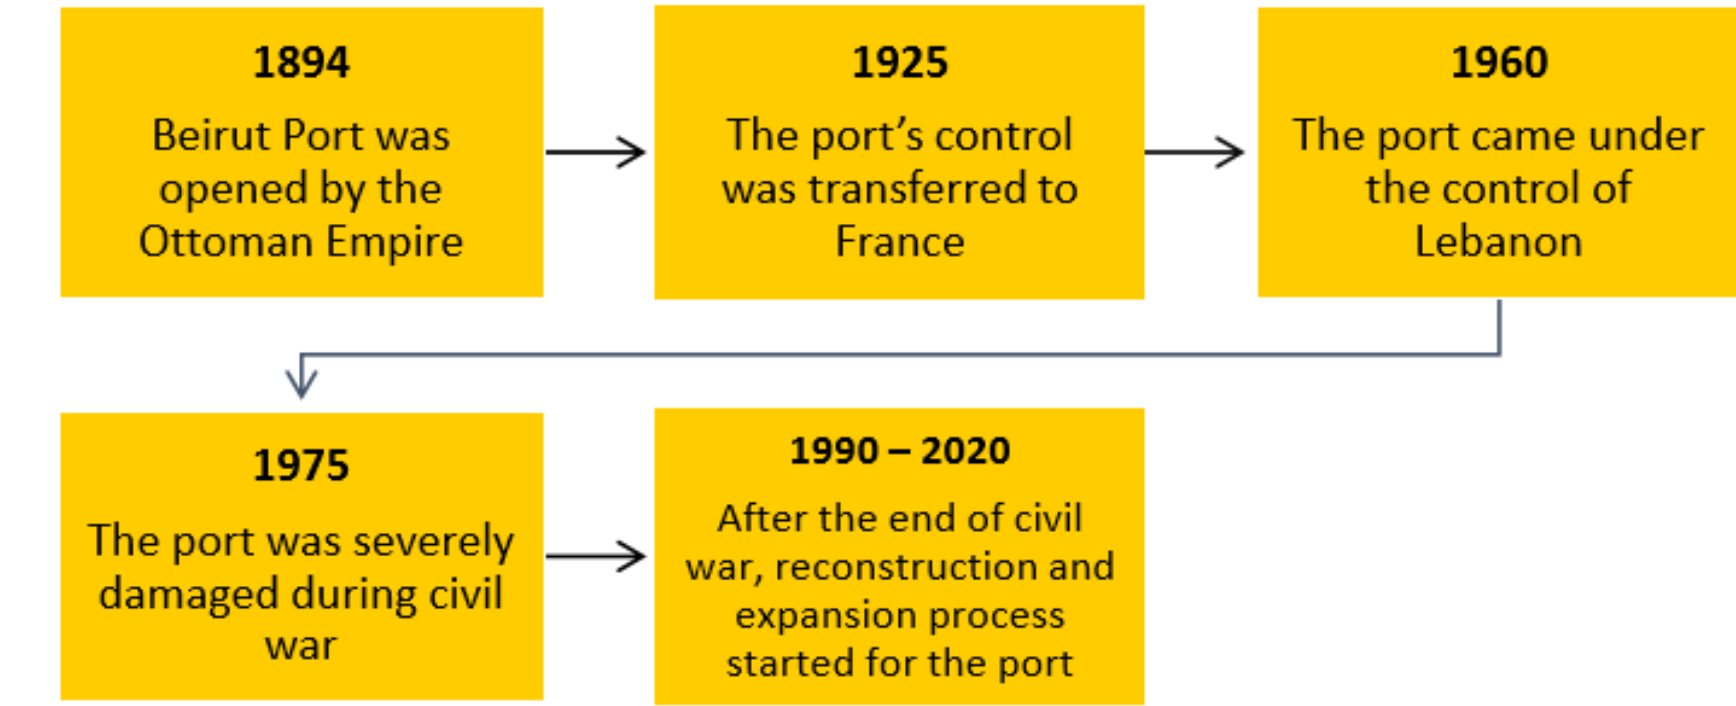 1894
Beirut Port was
opened by the
Ottoman Empire
1925
The port’s control
was transferred to
France
1960
The port came under
the control of
Lebanon
1975
The port was severely
damaged during civil
war
1990 – 2020
After the end of civil
war, reconstruction and
expansion process
started for the port